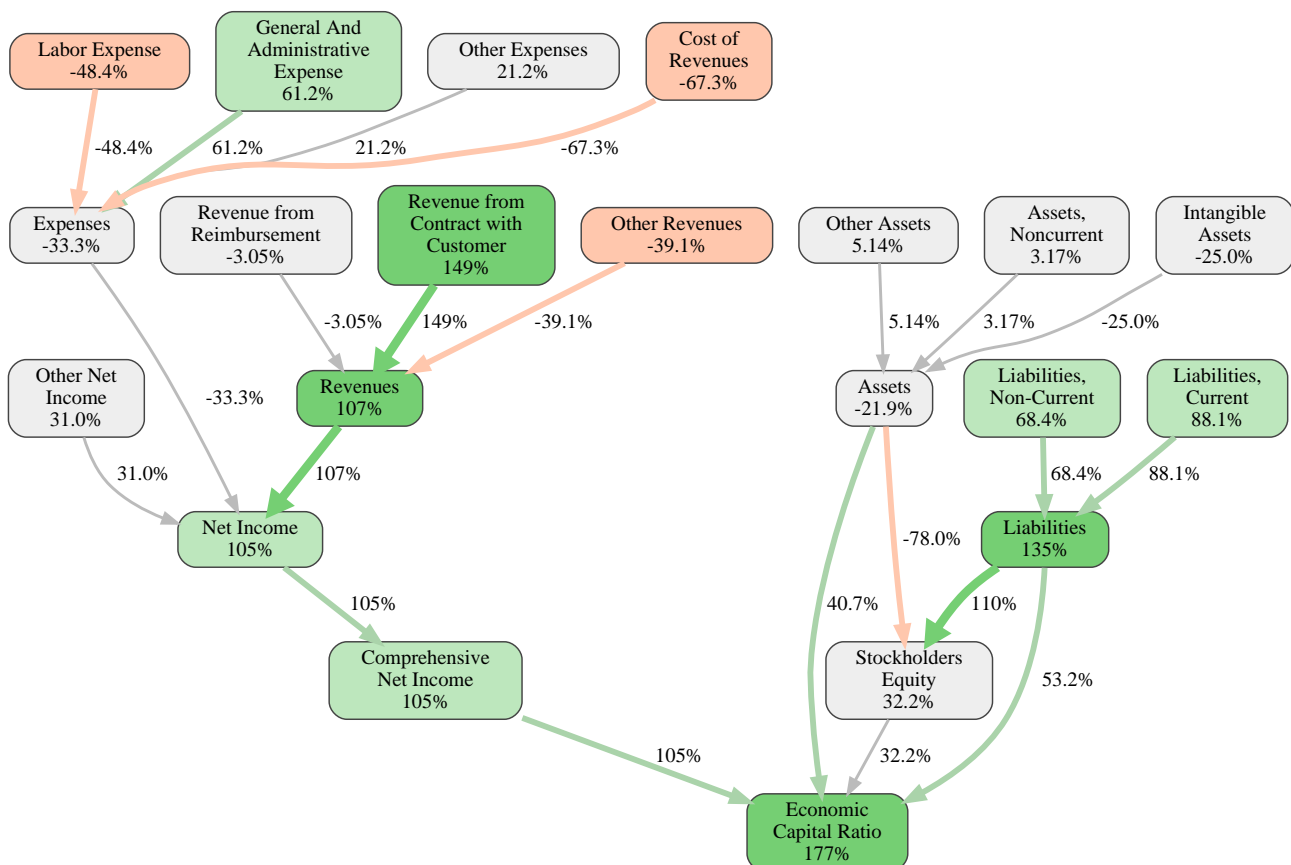 Labor Expense
-48.4%
General And
Administrative
Expense
61.2%
Other Expenses
21.2%
Cost of
Revenues
-67.3%
-48.4%
61.2%
21.2%
-67.3%
Expenses
-33.3%
Revenue from
Reimbursement
-3.05%
Revenue from
Contract with
Customer
149%
Other Revenues
-39.1%
Other Assets
5.14%
Assets,
Noncurrent
3.17%
Intangible
Assets
-25.0%
-3.05%
149%
-39.1%
5.14%
3.17%
-25.0%
Other Net
Income
31.0%
-33.3%
Revenues
107%
Assets
-21.9%
Liabilities,
Non-Current
68.4%
Liabilities,
Current
88.1%
31.0%
107%
68.4%
88.1%
Net Income
105%
-78.0%
Liabilities
135%
105%
40.7%
110%
Comprehensive
Net Income
105%
Stockholders
Equity
32.2%
53.2%
105%
32.2%
Economic
Capital Ratio
177%